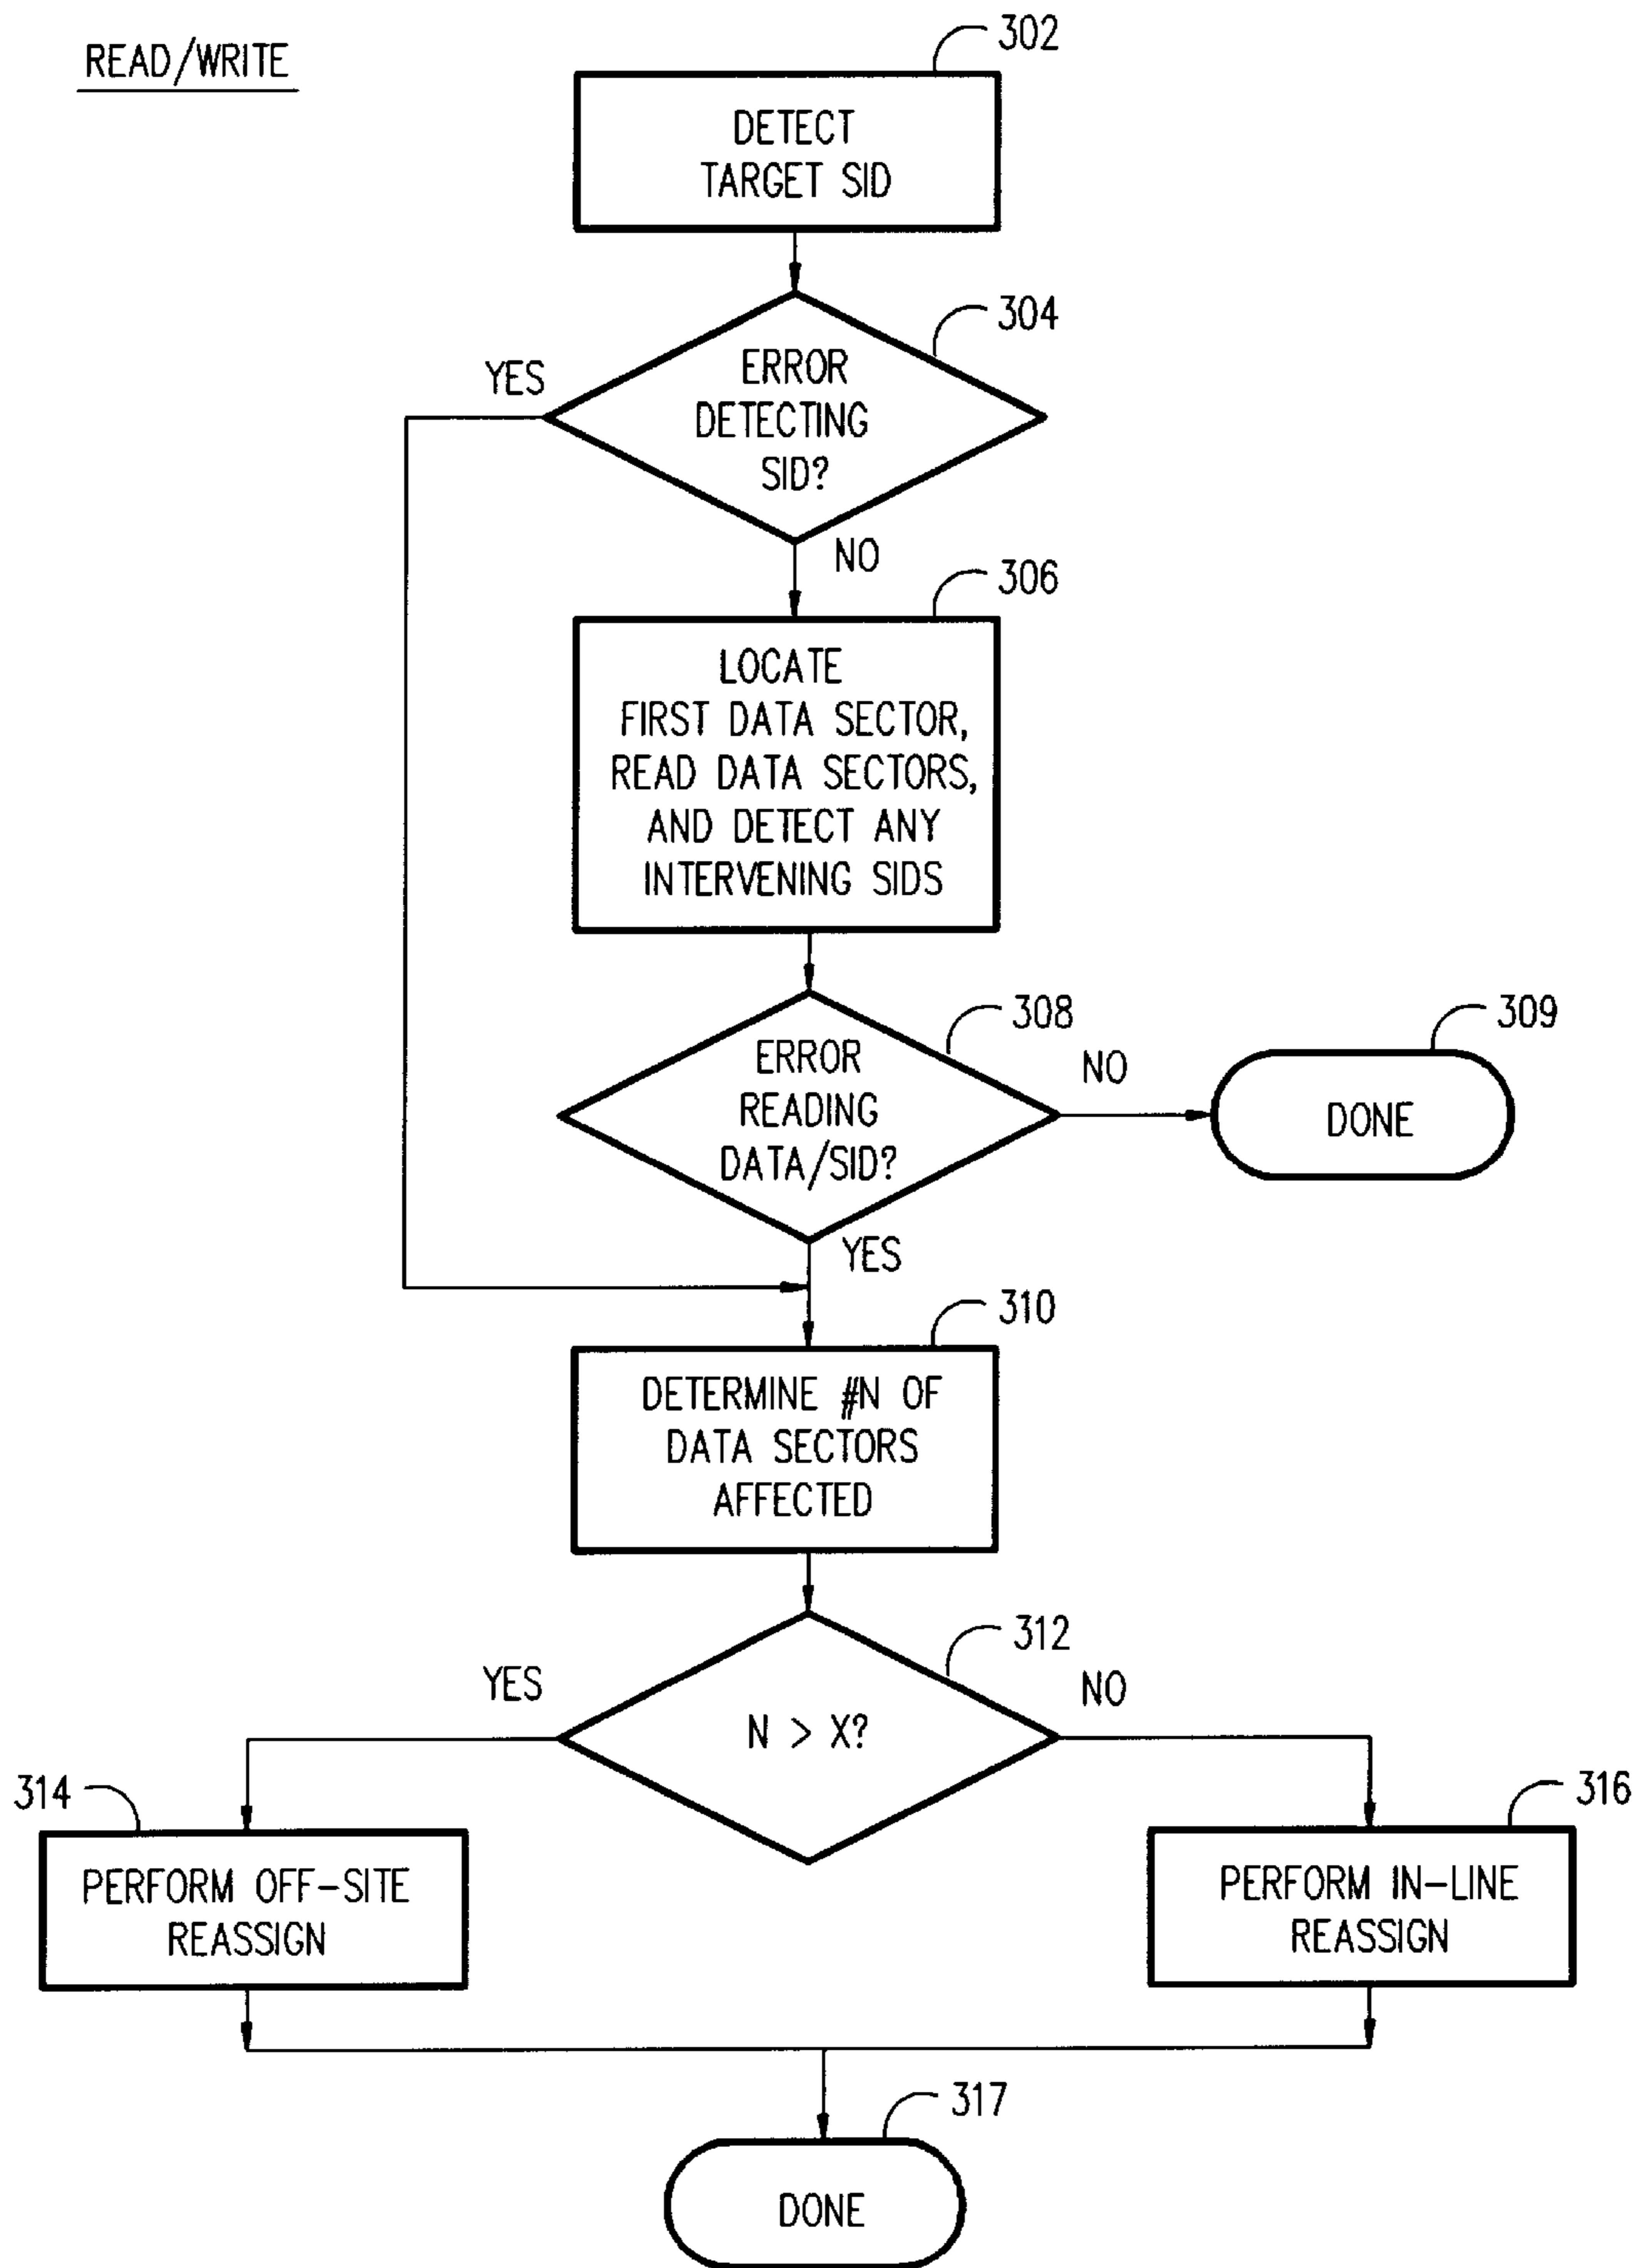 READ/WRITE
302
DETECT
TARGET SID
304
YES
ERROR
DETECTING
SID?
NO
306
LOCATE
FIRST DATA SECTOR,
READ DATA SECTORS,
AND DETECT ANY
INTERVENING SIDS
308
309
ERROR
READING
DATA/SID?
NO
DONE
YES
310
DETERMINE #N OF
DATA SECTORS
AFFECTED
312
YES
N > X?
NO
314
316
PERFORM OFF-SITE
REASSIGN
PERFORM IN-LINE
REASSIGN
317
DONE